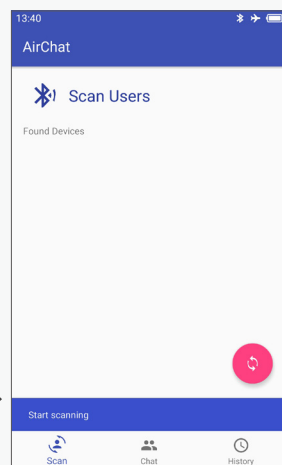 13:40
AirChat
Scan Users
Found Devices
Start scanning
Scan
Chat
History